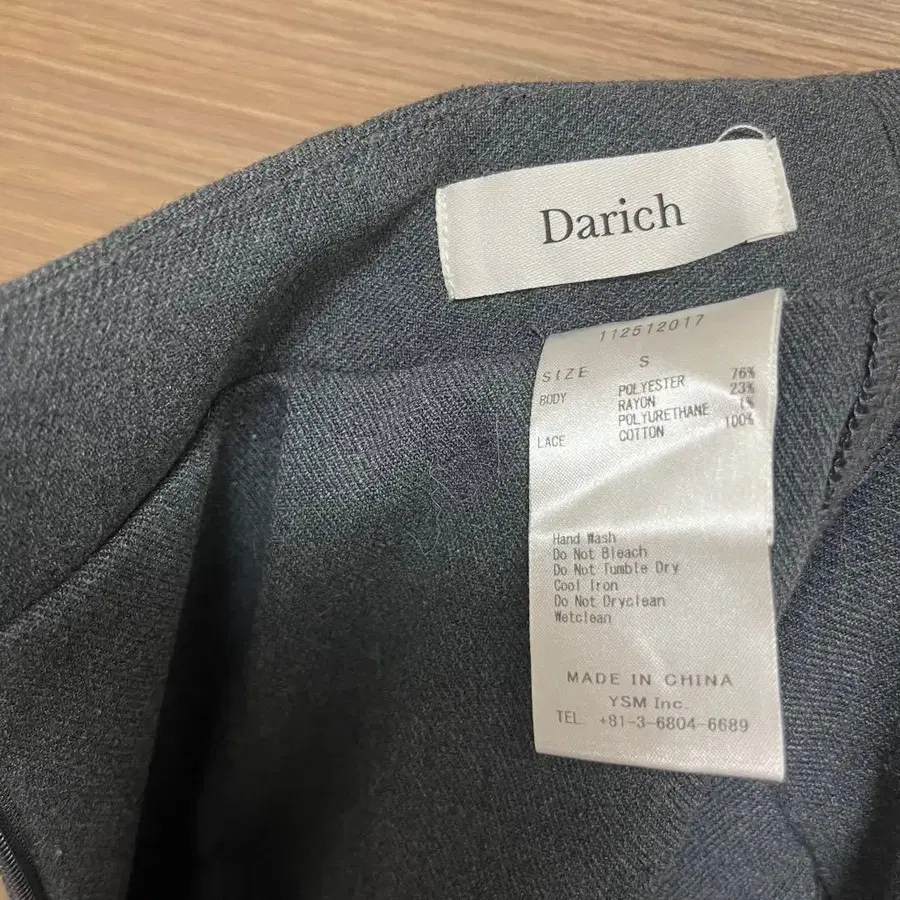 Darich
112512017
SIZE S
BODY POLYESTER 76%
RAYON 23%
POLYURETHANE 1%
LACE COTTON 100%
Hand Wash
Do Not Bleach
Do Not Tumble Dry
Cool Iron
Do Not Dryclean
Wetclean
MADE IN CHINA
YSM Inc.
TEL. +81-3-6804-6689